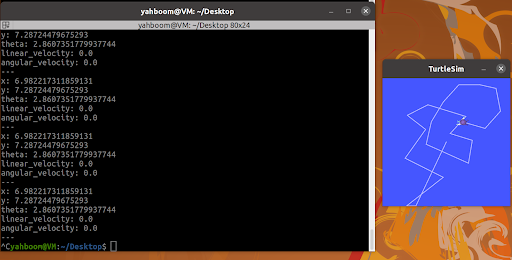 yahboom@VM: ~/Desktop
yahboom@VM: ~/Desktop 80x24
y: 7.28724479675293
theta: 2.8607351779937744
linear_velocity: 0.0
angular_velocity: 0.0
---
x: 6.982217311859131
y: 7.28724479675293
theta: 2.8607351779937744
linear_velocity: 0.0
angular_velocity: 0.0
---
x: 6.982217311859131
y: 7.28724479675293
theta: 2.8607351779937744
linear_velocity: 0.0
angular_velocity: 0.0
---
x: 6.982217311859131
y: 7.28724479675293
theta: 2.8607351779937744
linear_velocity: 0.0
angular_velocity: 0.0
---
^Cyahboom@VM:~/Desktop$
TurtleSim